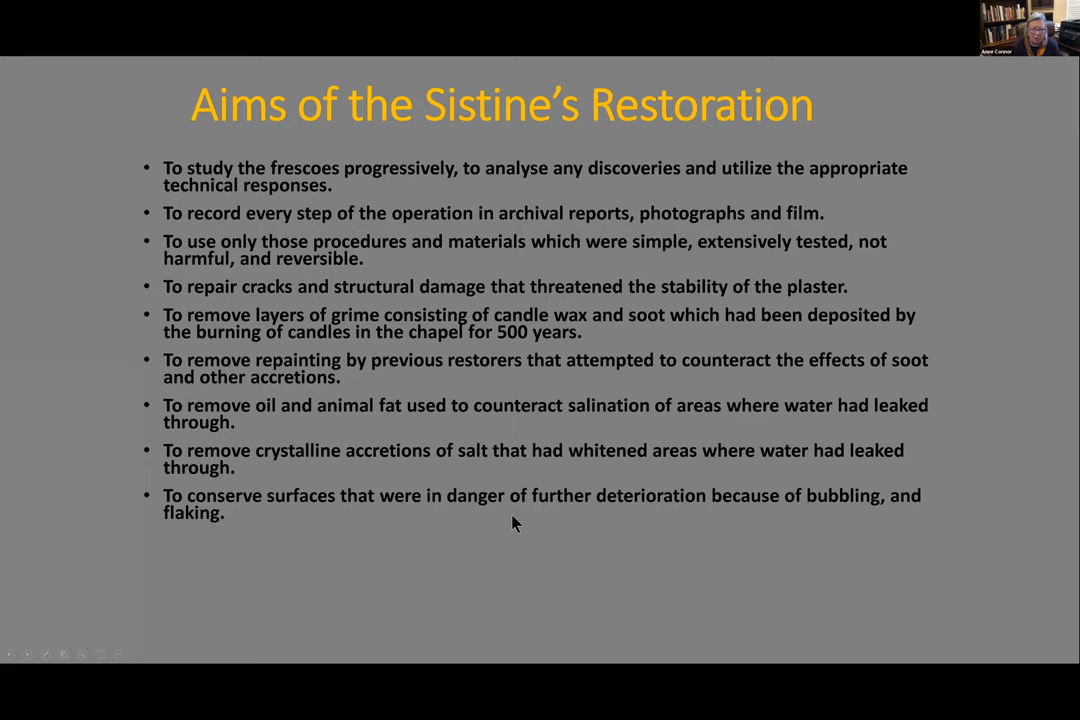 Anne Connor
Aims of the Sistine's Restoration
• To study the frescoes progressively, to analyse any discoveries and utilize the appropriate
technical responses.
• To record every step of the operation in archival reports, photographs and film.
• To use only those procedures and materials which were simple, extensively tested, not
harmful, and reversible.
• To repair cracks and structural damage that threatened the stability of the plaster.
• To remove layers of grime consisting of candle wax and soot which had been deposited by
the burning of candles in the chapel for 500 years.
• To remove repainting by previous restorers that attempted to counteract the effects of soot
and other accretions.
• To remove oil and animal fat used to counteract salination of areas where water had leaked
through.
• To remove crystalline accretions of salt that had whitened areas where water had leaked
through.
• To conserve surfaces that were in danger of further deterioration because of bubbling, and
flaking.